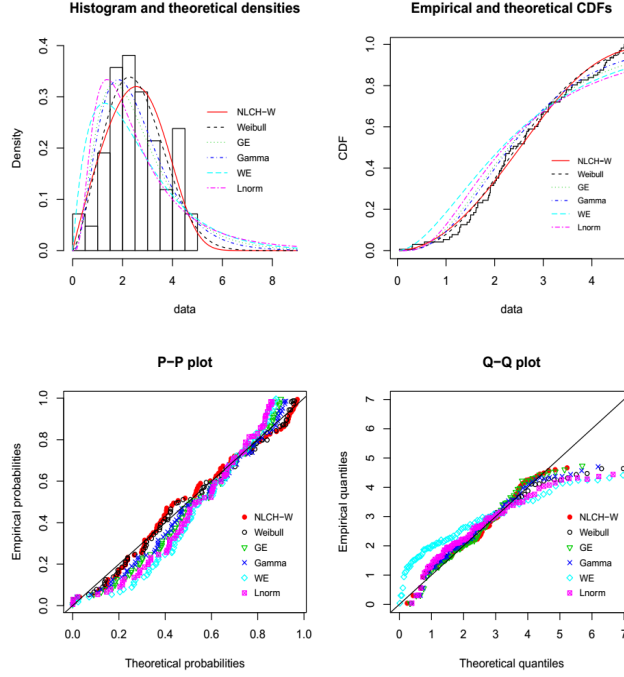 Histogram and theoretical densities
Density
0.0 0.1 0.2 0.3 0.4
NLCH−W
Weibull
GE
Gamma
WE
Lnorm
0 2 4 6 8
data
Empirical and theoretical CDFs
CDF
0.0 0.2 0.4 0.6 0.8 1.0
NLCH−W
Weibull
GE
Gamma
WE
Lnorm
0 1 2 3 4
data
P−P plot
Empirical probabilities
0.0 0.2 0.4 0.6 0.8 1.0
NLCH−W
Weibull
GE
Gamma
WE
Lnorm
0.0 0.2 0.4 0.6 0.8 1.0
Theoretical probabilities
Q−Q plot
Empirical quantiles
0 1 2 3 4 5 6 7
NLCH−W
Weibull
GE
Gamma
WE
Lnorm
0 1 2 3 4 5 6 7
Theoretical quantiles